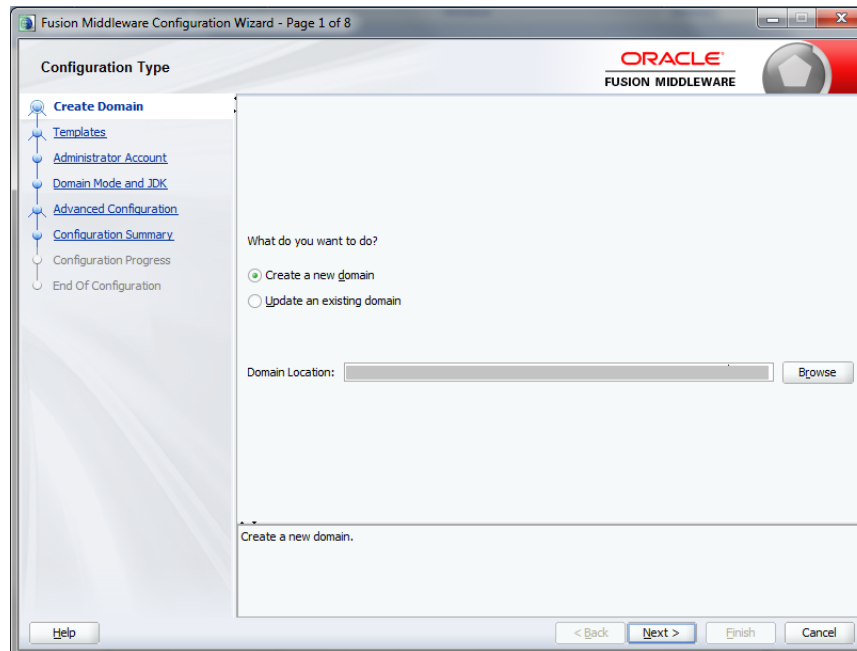 Fusion Middleware Configuration Wizard - Page 1 of 8
Configuration Type
ORACLE
FUSION MIDDLEWARE
Create Domain
Templates
Administrator Account
Domain Mode and JDK
Advanced Configuration
Configuration Summary
Configuration Progress
End Of Configuration
What do you want to do?
Create a new domain
Update an existing domain
Domain Location:
Browse
Create a new domain.
Help
< Back
Next >
Finish
Cancel